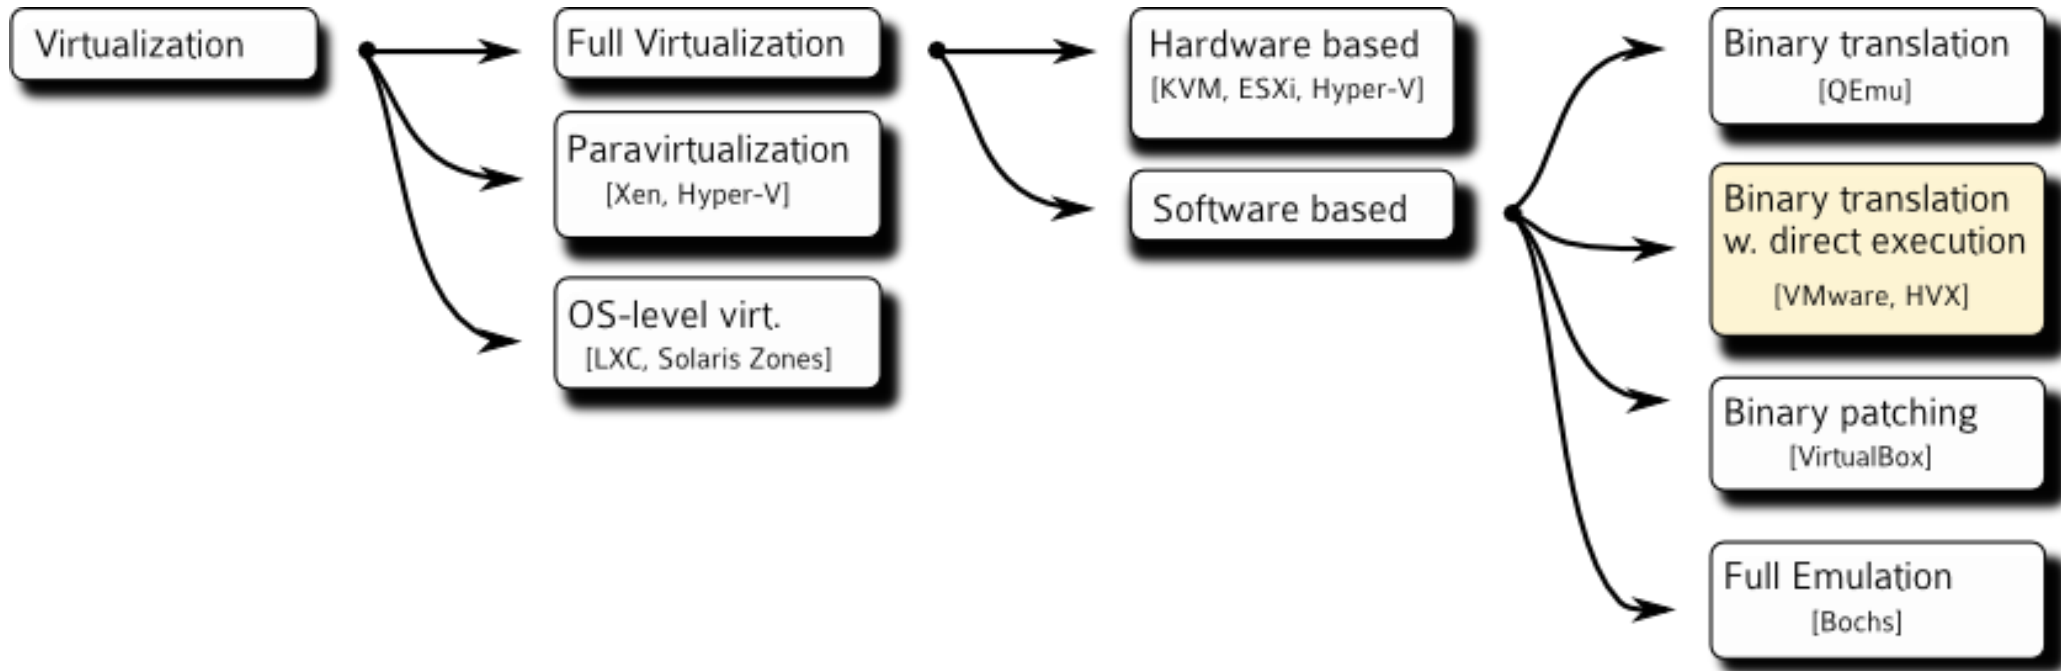 Virtualization
Full Virtualization
Paravirtualization
[Xen, Hyper-V]
OS-level virt.
[LXC, Solaris Zones]
Hardware based
[KVM, ESXi, Hyper-V]
Software based
Binary translation
[QEmu]
Binary translation
w. direct execution
[VMware, HVX]
Binary patching
[VirtualBox]
Full Emulation
[Bochs]